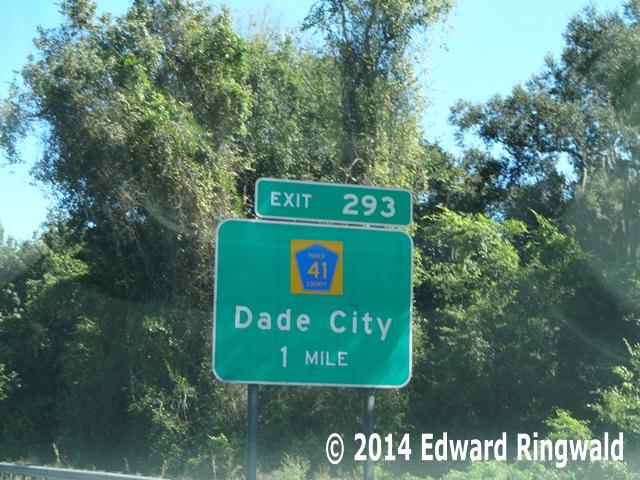 EXIT 293
PASCO
41
COUNTY
Dade City
1 MILE
© 2014 Edward Ringwald